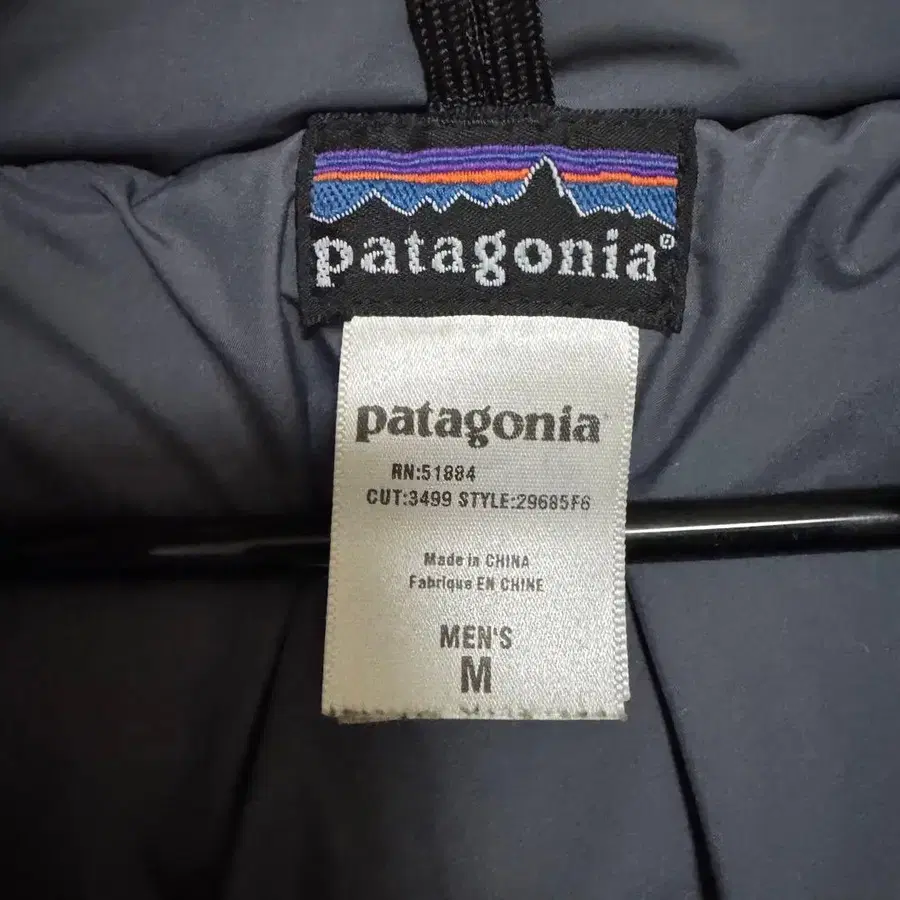 patagonia®
patagonia
RN:51884
CUT:3499 STYLE:29685F6
Made in CHINA
Fabriqué EN CHINE
MEN'S
M